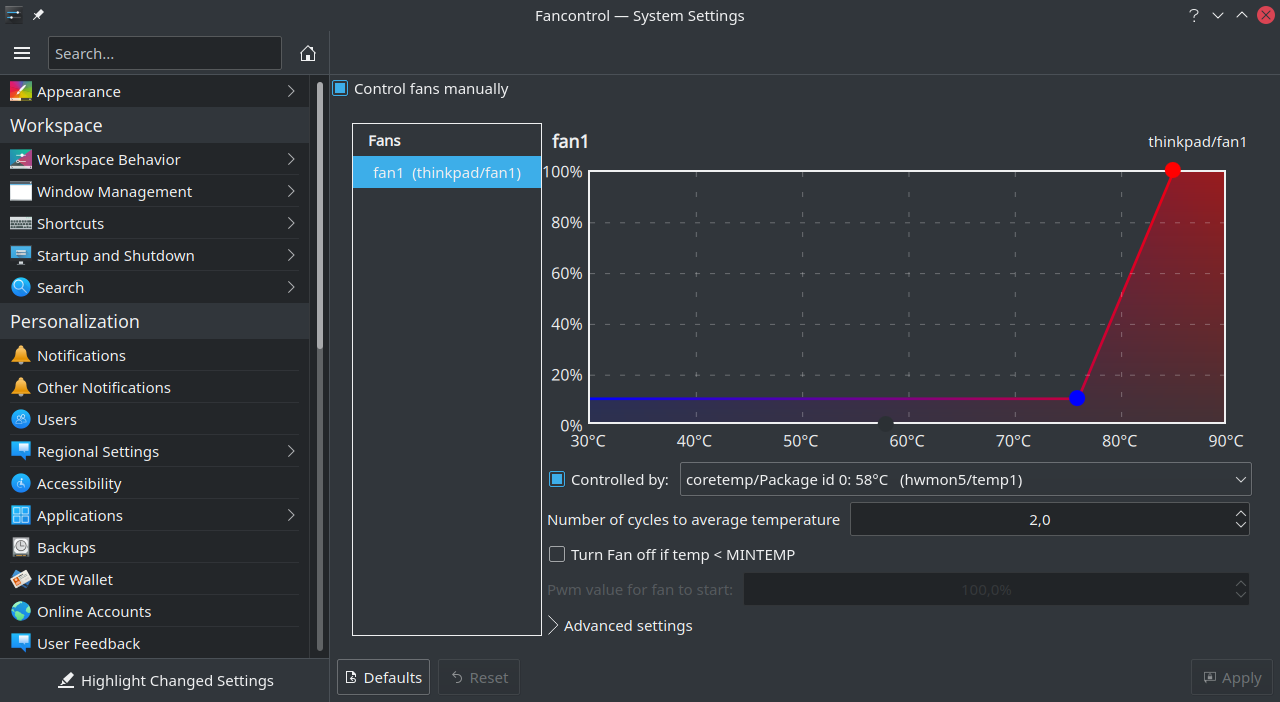 Fancontrol — System Settings
Search...
Appearance
Workspace
Workspace Behavior
Window Management
Shortcuts
Startup and Shutdown
Search
Personalization
Notifications
Other Notifications
Users
Regional Settings
Accessibility
Applications
Backups
KDE Wallet
Online Accounts
User Feedback
Highlight Changed Settings
Control fans manually
Fans
fan1 (thinkpad/fan1)
fan1
thinkpad/fan1
100%
80%
60%
40%
20%
0%
30°C 40°C 50°C 60°C 70°C 80°C 90°C
Controlled by: coretemp/Package id 0: 58°C (hwmon5/temp1)
Number of cycles to average temperature 2,0
Turn Fan off if temp < MINTEMP
Pwm value for fan to start: 100,0%
Advanced settings
Defaults
Reset
Apply